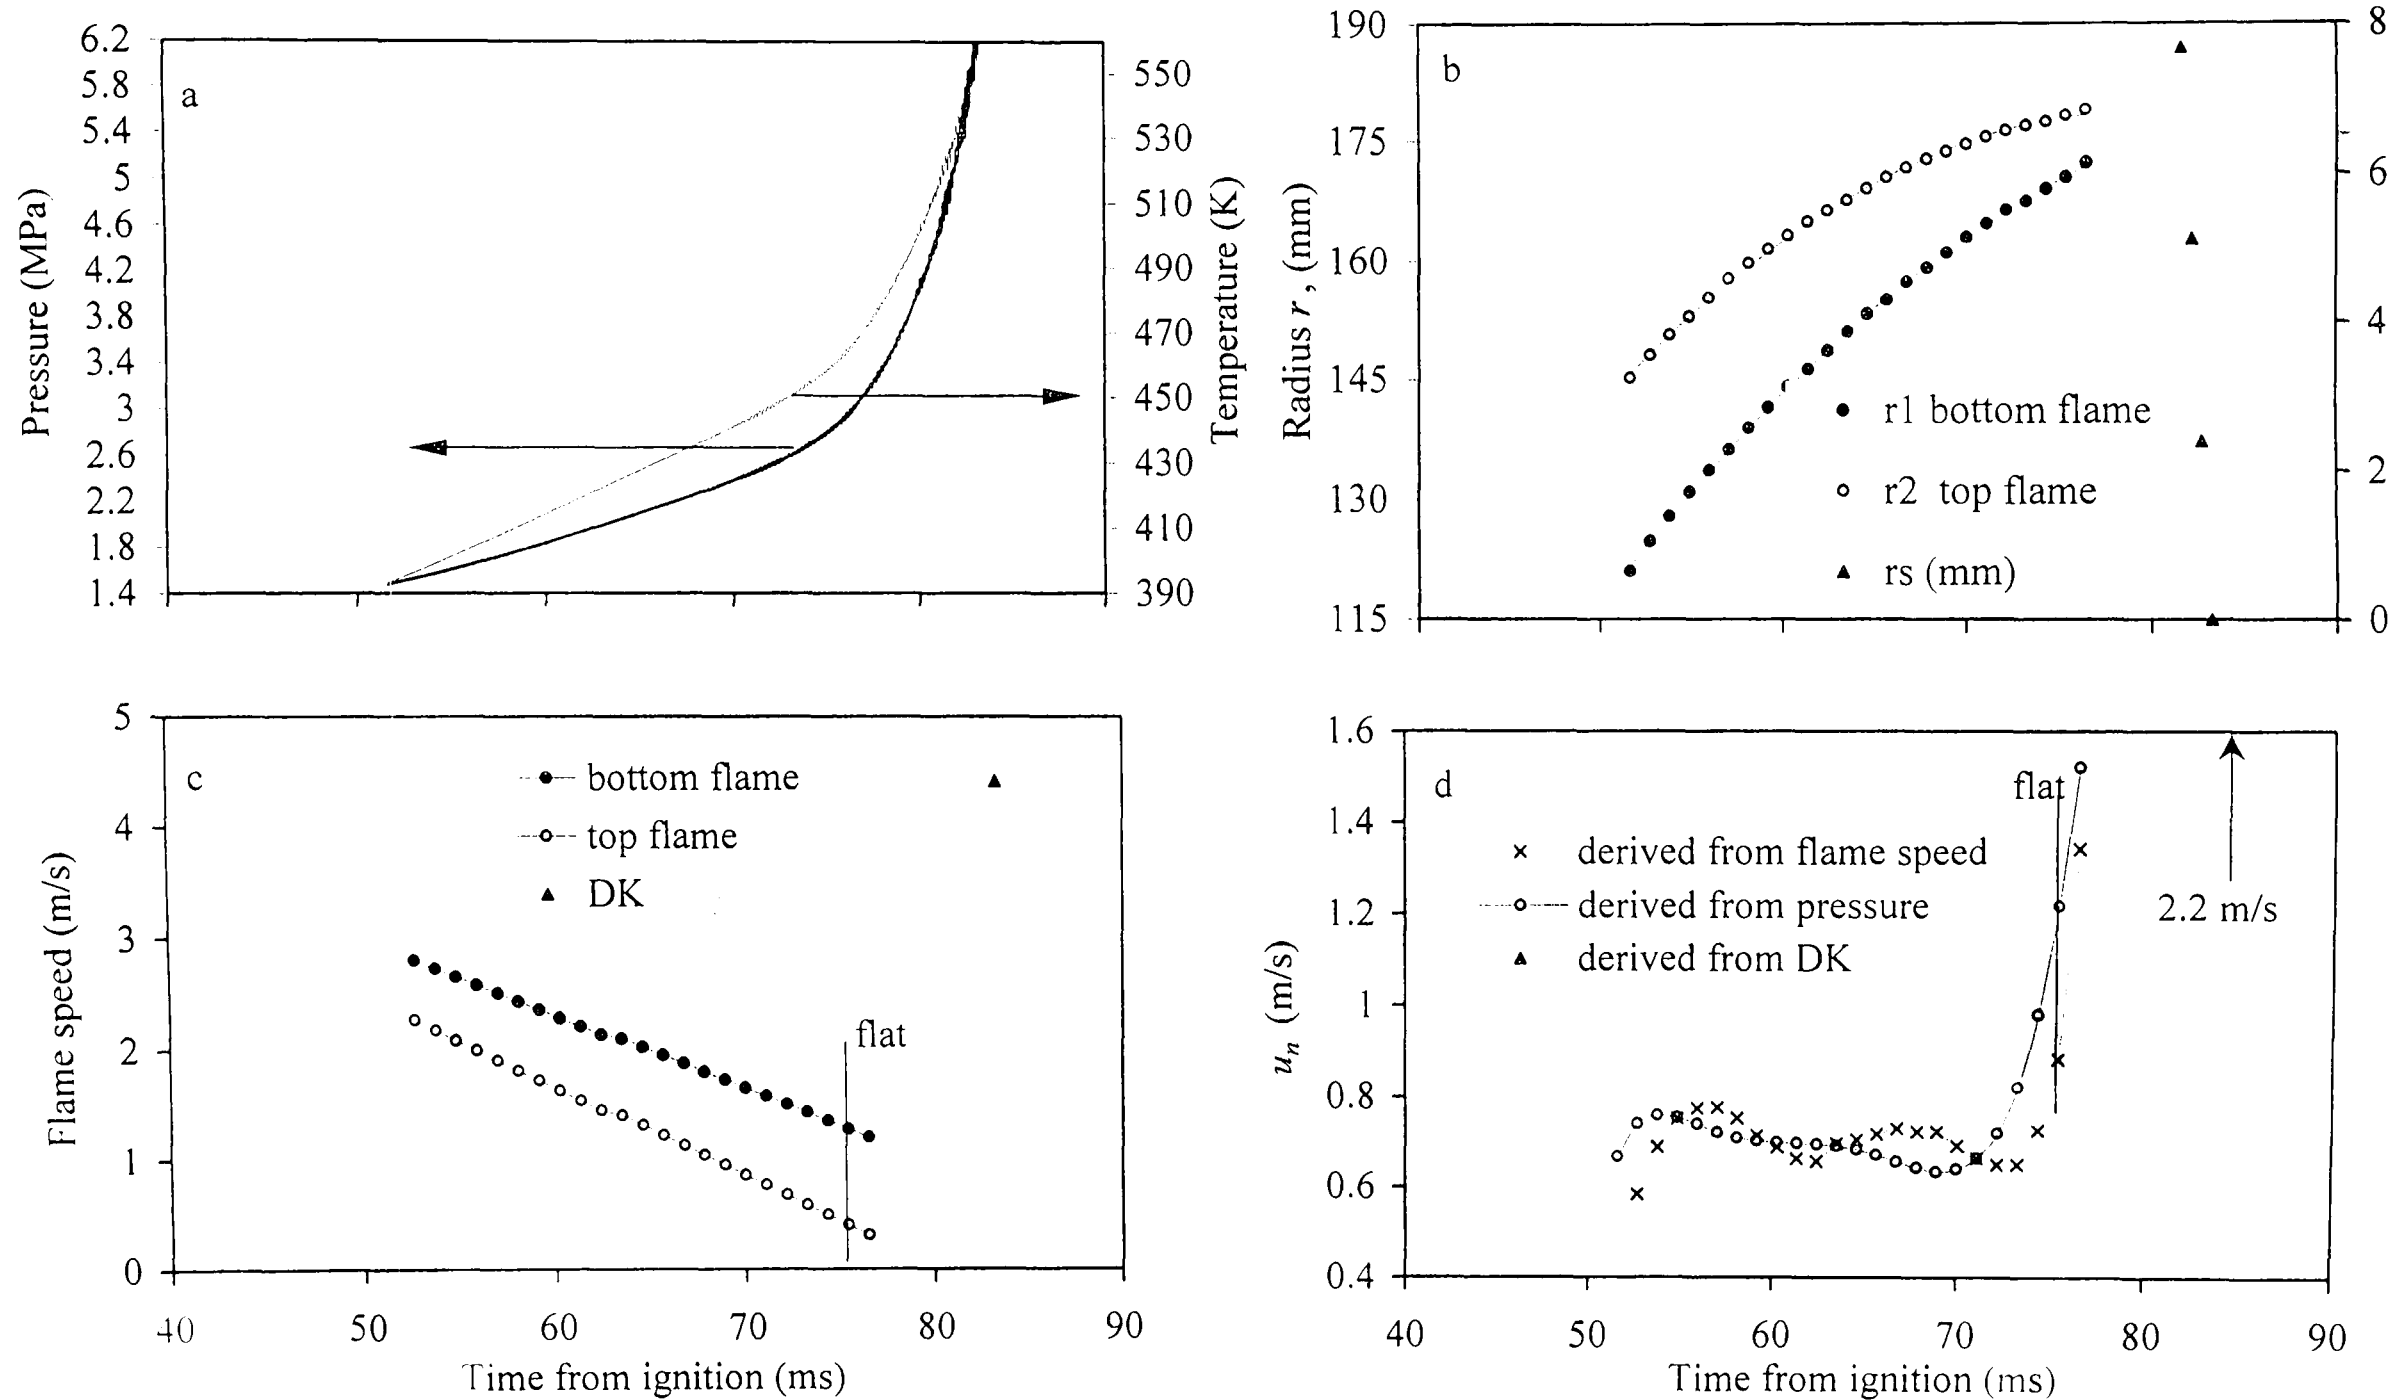 a
6.2
5.8
5.4
5
4.6
4.2
3.8
3.4
3
2.6
2.2
1.8
1.4
Pressure (MPa)
550
530
510
490
470
450
430
410
390
Temperature (K)
b
190
175
160
145
130
115
Radius r, (mm)
8
6
4
2
0
r1 bottom flame
r2 top flame
rs (mm)
c
5
4
3
2
1
0
Flame speed (m/s)
bottom flame
top flame
DK
flat
40 50 60 70 80 90
Time from ignition (ms)
d
1.6
1.4
1.2
1
0.8
0.6
0.4
un (m/s)
flat
derived from flame speed
derived from pressure
derived from DK
2.2 m/s
40 50 60 70 80 90
Time from ignition (ms)